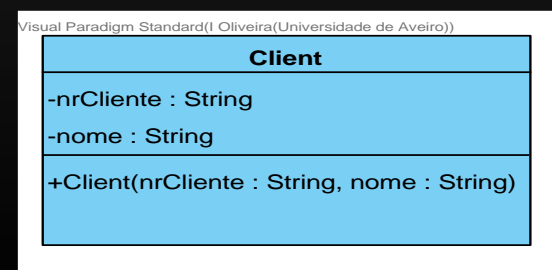 Visual Paradigm Standard(I Oliveira(Universidade de Aveiro))
Client
-nrCliente : String
-nome : String
+Client(nrCliente : String, nome : String)